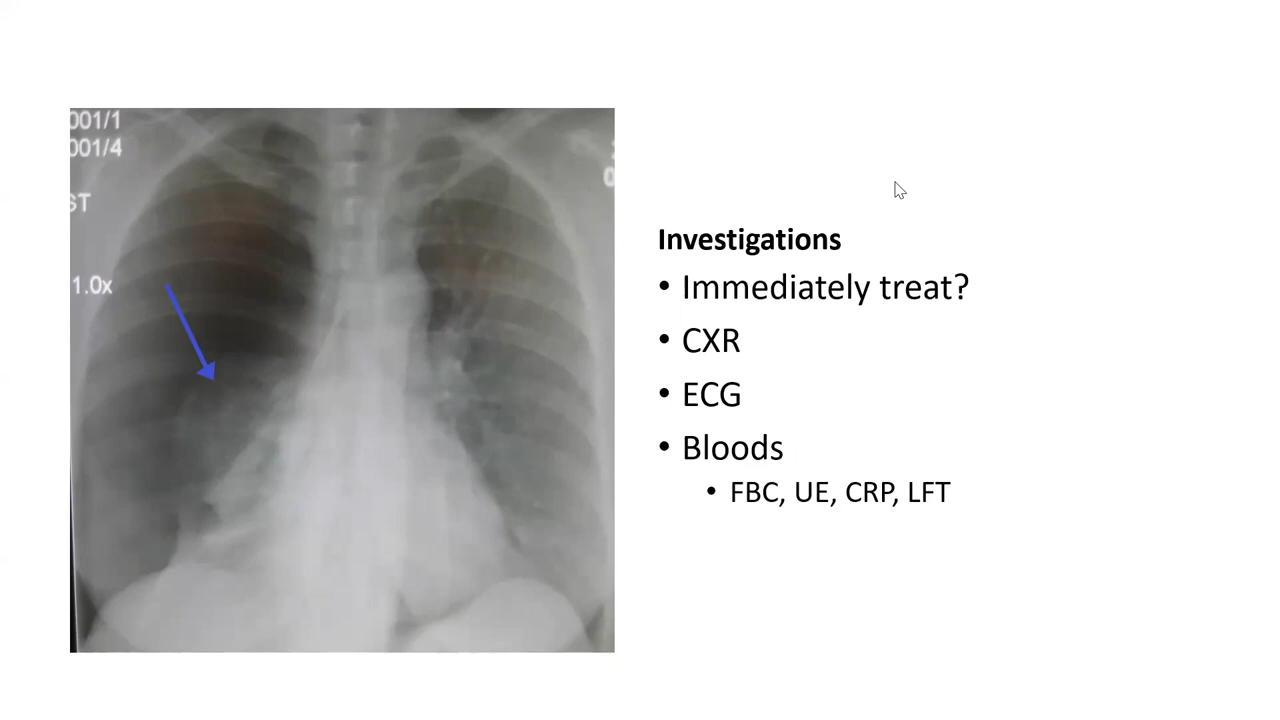 001/1
001/4
ST
1.0x
Investigations
• Immediately treat?
• CXR
• ECG
• Bloods
• FBC, UE, CRP, LFT